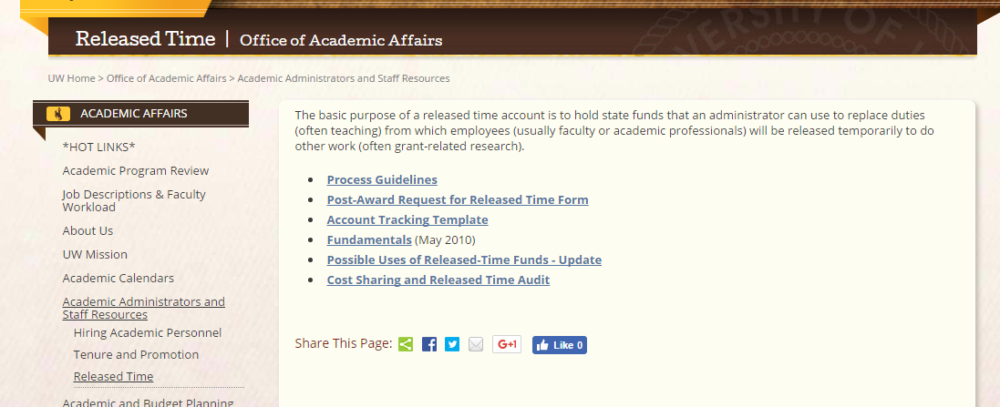 Released Time | Office of Academic Affairs
VERSITY OF
UW Home > Office of Academic Affairs > Academic Administrators and Staff Resources
ACADEMIC AFFAIRS
*HOT LINKS*
Academic Program Review
Job Descriptions & Faculty
Workload
About Us
UW Mission
Academic Calendars
Academic Administrators and
Staff Resources
Hiring Academic Personnel
Tenure and Promotion
Released Time
Academic and Budget Planning
The basic purpose of a released time account is to hold state funds that an administrator can use to replace duties
(often teaching) from which employees (usually faculty or academic professionals) will be released temporarily to do
other work (often grant-related research).
Process Guidelines
Post-Award Request for Released Time Form
Account Tracking Template
Fundamentals (May 2010)
Possible Uses of Released-Time Funds - Update
Cost Sharing and Released Time Audit
Share This Page:
G+1
Like 0